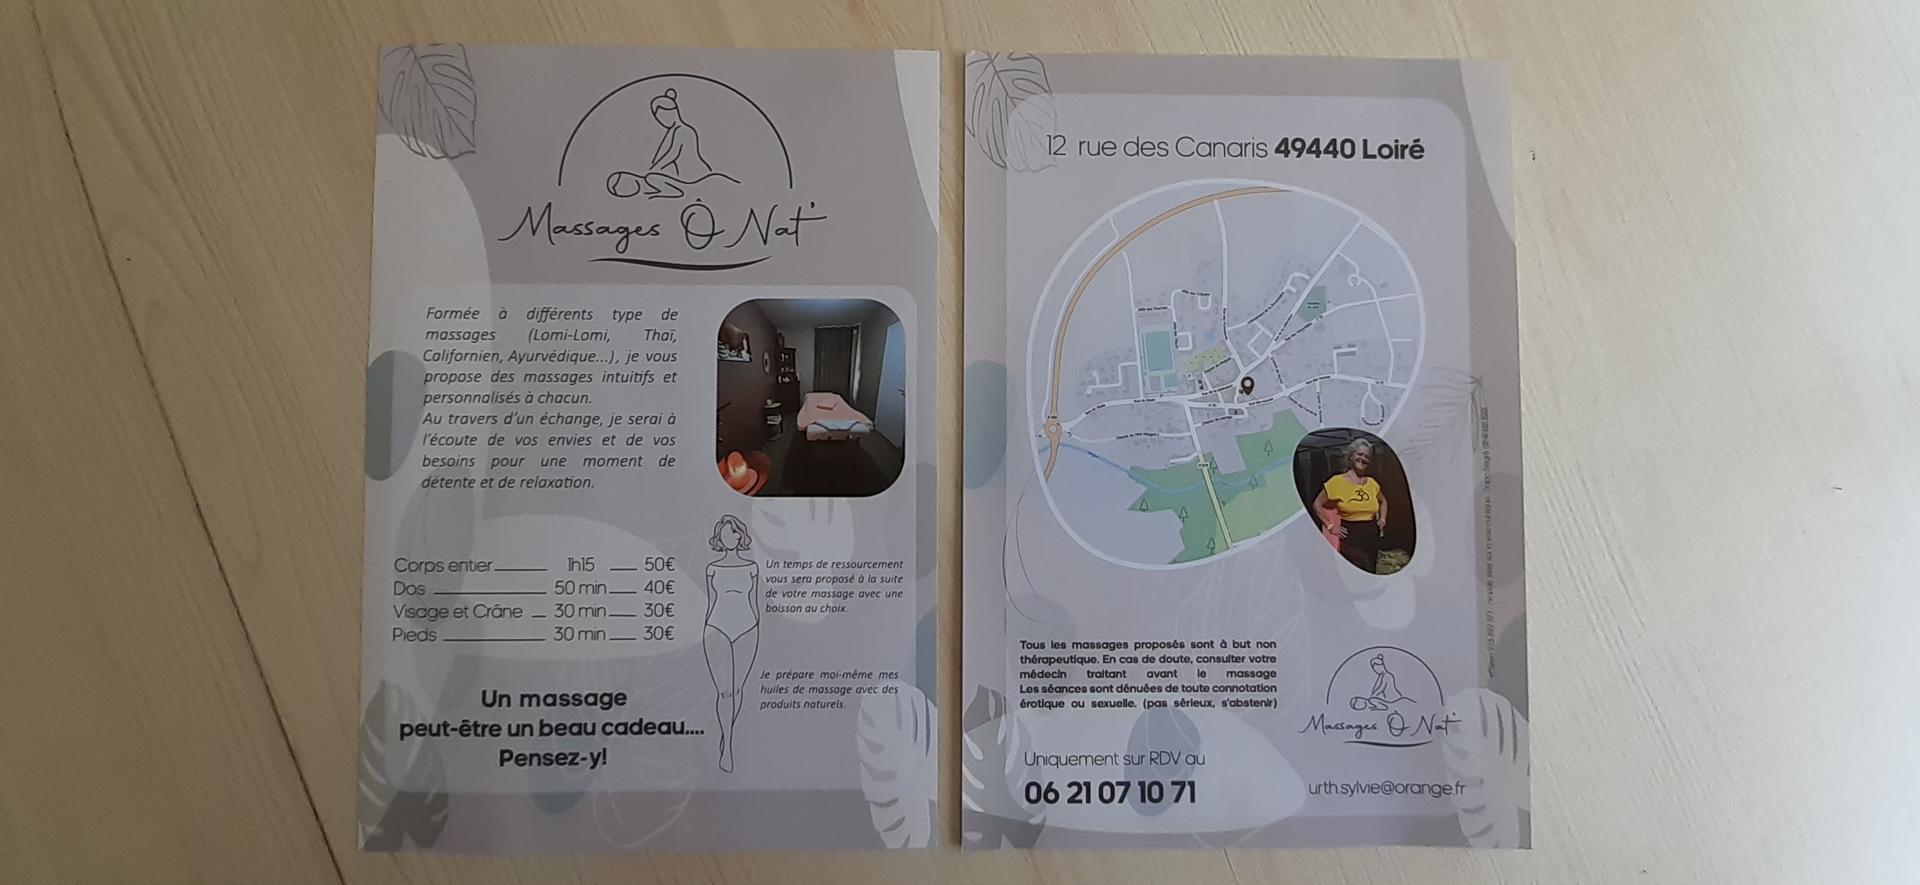 Massages Ô Nat'
Formée à différents type de
massages (Lomi-Lomi, Thaï,
Californien, Ayurvédique...), je vous
propose des massages intuitifs et
personnalisés à chacun.
Au travers d'un échange, je serai à
l'écoute de vos envies et de vos
besoins pour une moment de
détente et de relaxation.
Corps entier 1h15 50€
Dos 50 min 40€
Visage et Crâne 30 min 30€
Pieds 30 min 30€
Un temps de ressourcement
vous sera proposé à la suite
de votre massage avec une
boisson au choix.
Je prépare moi-même mes
huiles de massage avec des
produits naturels.
Un massage
peut-être un beau cadeau....
Pensez-y!
12 rue des Canaris 49440 Loiré
Tous les massages proposés sont à but non
thérapeutique. En cas de doute, consulter votre
médecin traitant avant le massage
Les séances sont dénuées de toute connotation
érotique ou sexuelle. (pas sérieux, s'abstenir)
Massages Ô Nat'
Uniquement sur RDV au
06 21 07 10 71
urth.sylvie@orange.fr